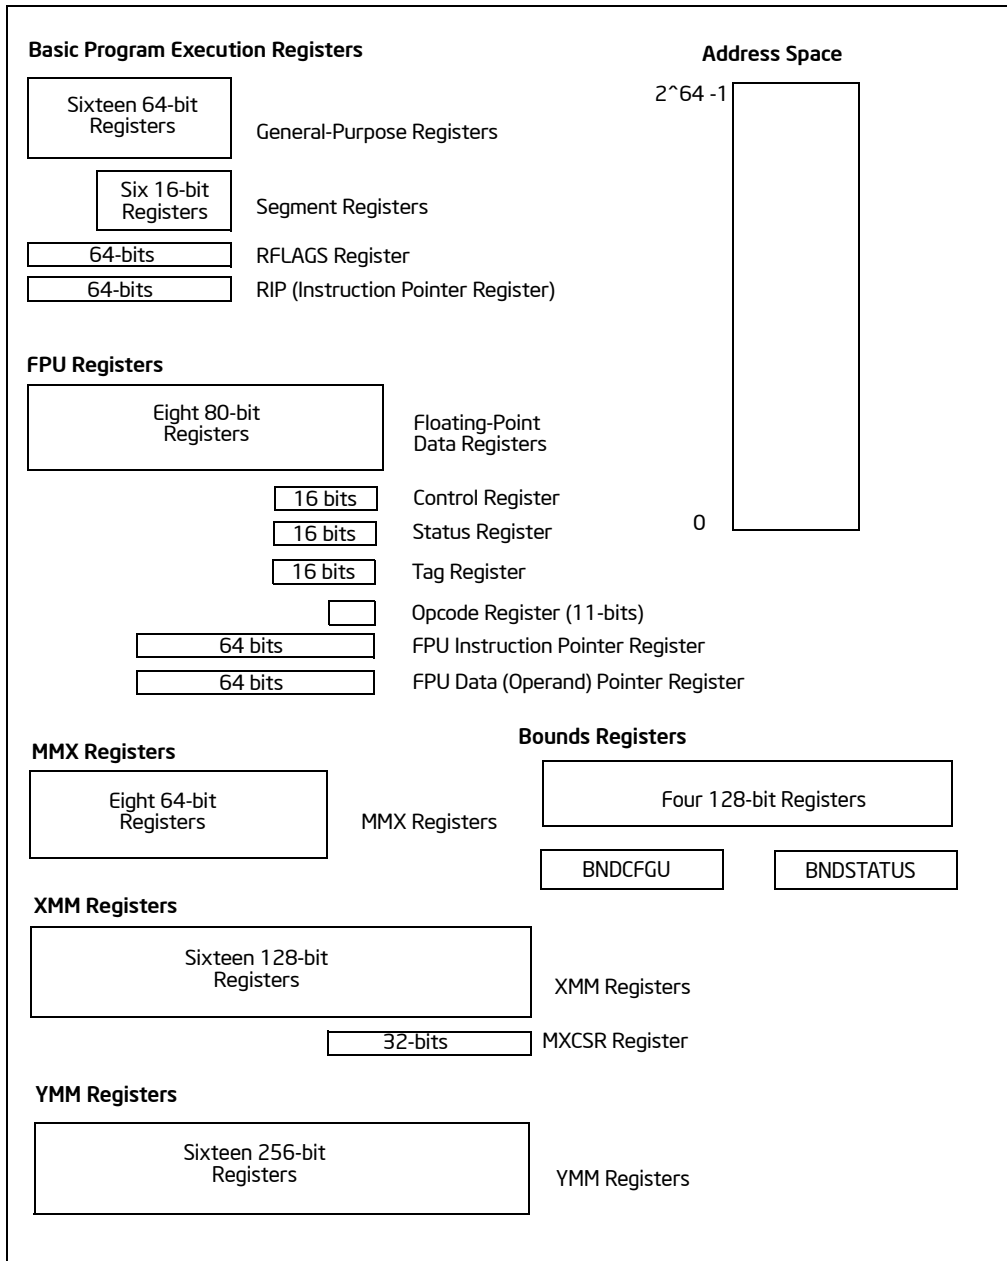 Basic Program Execution Registers
Address Space
2^64 -1
Sixteen 64-bit
Registers
General-Purpose Registers
Six 16-bit
Registers
Segment Registers
64-bits
RFLAGS Register
64-bits
RIP (Instruction Pointer Register)
FPU Registers
Eight 80-bit
Registers
Floating-Point
Data Registers
16 bits
Control Register
0
16 bits
Status Register
16 bits
Tag Register
Opcode Register (11-bits)
64 bits
FPU Instruction Pointer Register
64 bits
FPU Data (Operand) Pointer Register
Bounds Registers
MMX Registers
Eight 64-bit
Registers
MMX Registers
Four 128-bit Registers
BNDCFGU
BNDSTATUS
XMM Registers
Sixteen 128-bit
Registers
XMM Registers
32-bits
MXCSR Register
YMM Registers
Sixteen 256-bit
Registers
YMM Registers